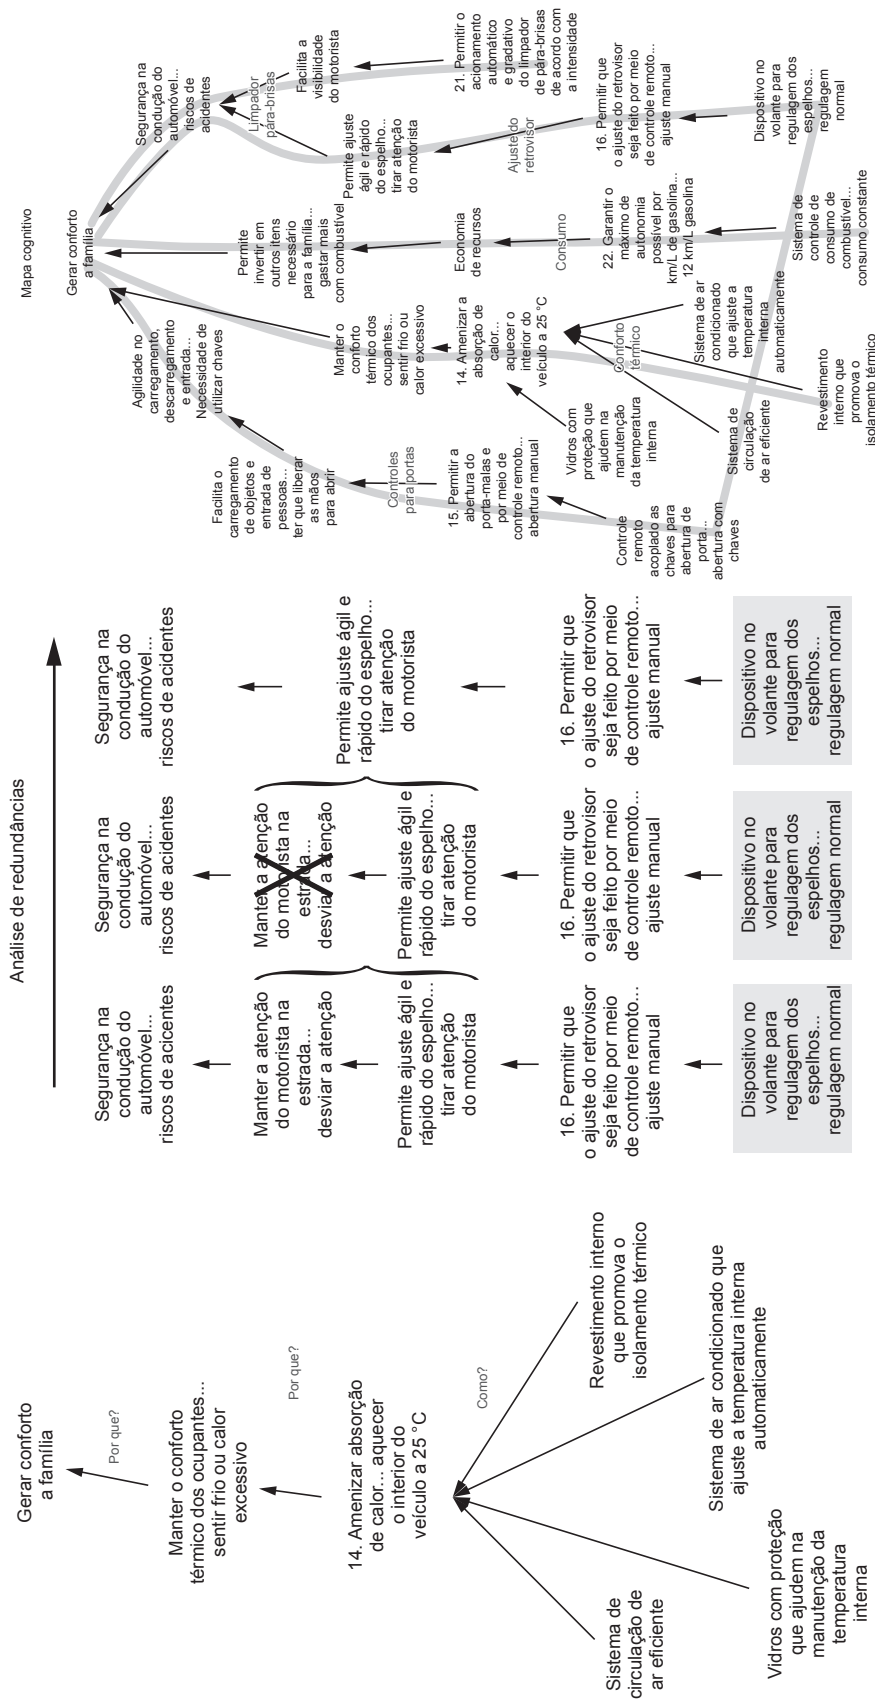 Gerar conforto
a família
Por que?
Manter o conforto
térmico dos ocupantes...
sentir frio ou calor
excessivo
Por que?
14. Amenizar absorção
de calor... aquecer
o interior do
veículo a 25 °C
Como?
Sistema de
circulação de
ar eficiente
Vidros com proteção
que ajudem na
manutenção da
temperatura
interna
Sistema de ar condicionado que
ajuste a temperatura interna
automaticamente
Revestimento interno
que promova o
isolamento térmico
Análise de redundâncias
Segurança na
condução do
automóvel...
riscos de acicentes
Manter a atenção
do motorista na
estrada...
desviar a atenção
Permite ajuste ágil e
rápido do espelho...
tirar atenção
do motorista
16. Permitir que
o ajuste do retrovisor
seja feito por meio
de controle remoto...
ajuste manual
Dispositivo no
volante para
regulagem dos
espelhos...
regulagem normal
Segurança na
condução do
automóvel...
riscos de acidentes
Manter a atenção
do motorista na
estrada...
desviar a atenção
Permite ajuste ágil e
rápido do espelho...
tirar atenção
do motorista
16. Permitir que
o ajuste do retrovisor
seja feito por meio
de controle remoto...
ajuste manual
Dispositivo no
volante para
regulagem dos
espelhos...
regulagem normal
Segurança na
condução do
automóvel...
riscos de acidentes
Permite ajuste ágil e
rápido do espelho...
tirar atenção
do motorista
16. Permitir que
o ajuste do retrovisor
seja feito por meio
de controle remoto...
ajuste manual
Dispositivo no
volante para
regulagem dos
espelhos...
regulagem normal
Mapa cognitivo
Gerar conforto
a família
Agilidade no
carregamento,
descarregamento
e entrada...
Necessidade de
utilizar chaves
Facilita o
carregamento
de objetos e
entrada de
pessoas...
ter que liberar
as mãos
para abrir
Controles
para portas
15. Permitir a
abertura do
porta-malas e
por meio de
controle remoto...
abertura manual
Controle
remoto
acoplado as
chaves para
abertura de
porta...
abertura com
chaves
Manter o
conforto
térmico dos
ocupantes...
sentir frio ou
calor excessivo
14. Amenizar a
absorção de
calor...
aquecer o
interior do
veículo a 25 °C
Conforto
térmico
Vidros com
proteção que
ajudem na
manutenção
da temperatura
interna
Sistema de
circulação
de ar eficiente
Sistema de ar
condicionado
que ajuste a
temperatura
interna
automaticamente
Revestimento
interno que
promova o
isolamento térmico
Permite
invertir em
outros itens
necessário
para a família...
gastar mais
com combustível
Economia
de recursos
Consumo
22. Garantir o
máximo de
autonomia
possível por
km/L de gasolina...
12 km/L gasolina
Sistema de
controle de
consumo de
combustível...
consumo constante
Segurança na
condução do
automóvel...
riscos de
acidentes
Limpador
pára-brisas
Permite ajuste
ágil e rápido
do espelho...
tirar atenção
do motorista
Ajuste do
retrovisor
16. Permitir que
o ajuste do retrovisor
seja feito por meio
de controle remoto...
ajuste manual
Dispositivo no
volante para
regulagem dos
espelhos...
regulagem
normal
Facilita a
visibilidade
do motorista
21. Permitir o
acionamento
automático
e gradativo
do limpador
de pára-brisas
de acordo com
a intensidade